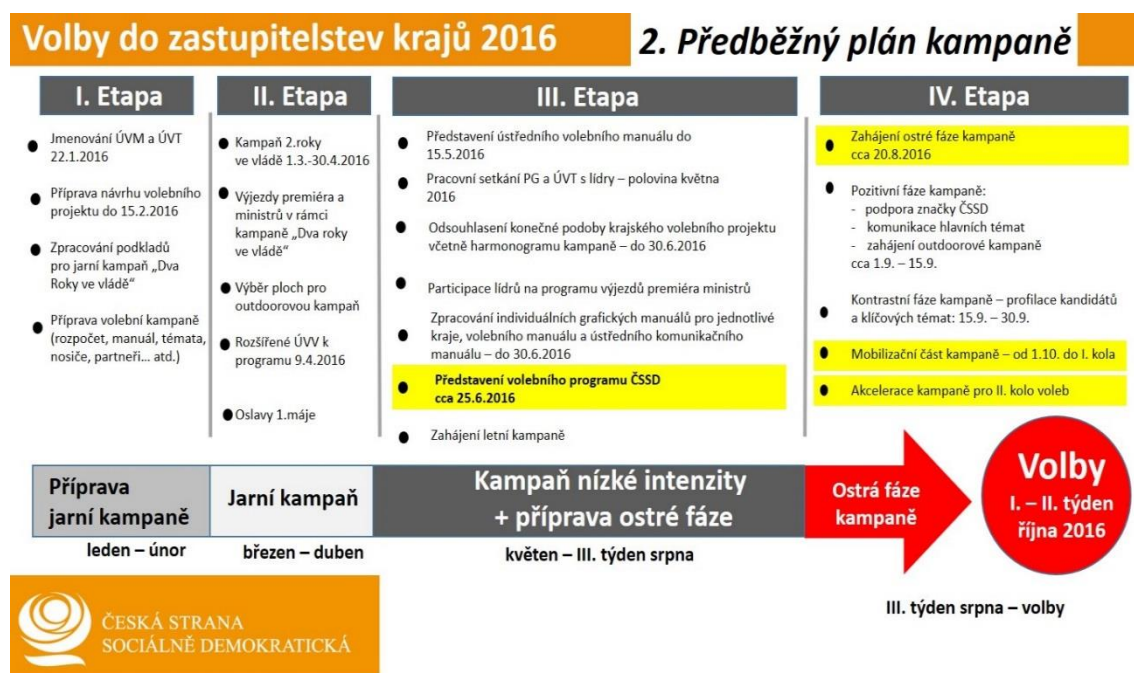 Volby do zastupitelstev krajů 2016
2. Předběžný plán kampaně
I. Etapa
Jmenování ÚVM a ÚVT
22.1.2016
Příprava návrhu volebního
projektu do 15.2.2016
Zpracování podkladů
pro jarní kampaň „Dva
Roky ve vládě“
Příprava volební kampaně
(rozpočet, manuál, témata,
nosiče, partneři... atd.)
II. Etapa
Kampaň 2.roky
ve vládě 1.3.-30.4.2016
Výjezdy premiéra a
ministrů v rámci
kampaně „Dva roky
ve vládě“
Výběr ploch pro
outdoorovou kampaň
Rozšířené ÚVV k
programu 9.4.2016
Oslavy 1.máje
III. Etapa
Představení ústředního volebního manuálu do
15.5.2016
Pracovní setkání PG a ÚVT s lídry – polovina května
2016
Odsouhlasení konečné podoby krajského volebního projektu
včetně harmonogramu kampaně – do 30.6.2016
Participace lídrů na programu výjezdů premiéra ministrů
Zpracování individuálních grafických manuálů pro jednotlivé
kraje, volebního manuálu a ústředního komunikačního
manuálu – do 30.6.2016
Představení volebního programu ČSSD
cca 25.6.2016
Zahájení letní kampaně
IV. Etapa
Zahájení ostré fáze kampaně
cca 20.8.2016
Pozitivní fáze kampaně:
- podpora značky ČSSD
- komunikace hlavních témat
- zahájení outdoorové kampaně
cca 1.9. – 15.9.
Kontrastní fáze kampaně – profilace kandidátů
a klíčových témat: 15.9. – 30.9.
Mobilizační část kampaně – od 1.10. do I. kola
Akcelerace kampaně pro II. kolo voleb
Příprava
jarní kampaně
leden – únor
Jarní kampaň
březen – duben
Kampaň nízké intenzity
+ příprava ostré fáze
květen – III. týden srpna
Ostrá fáze
kampaně
Volby
I. – II. týden
října 2016
III. týden srpna – volby
ČESKÁ STRANA
SOCIÁLNĚ DEMOKRATICKÁ